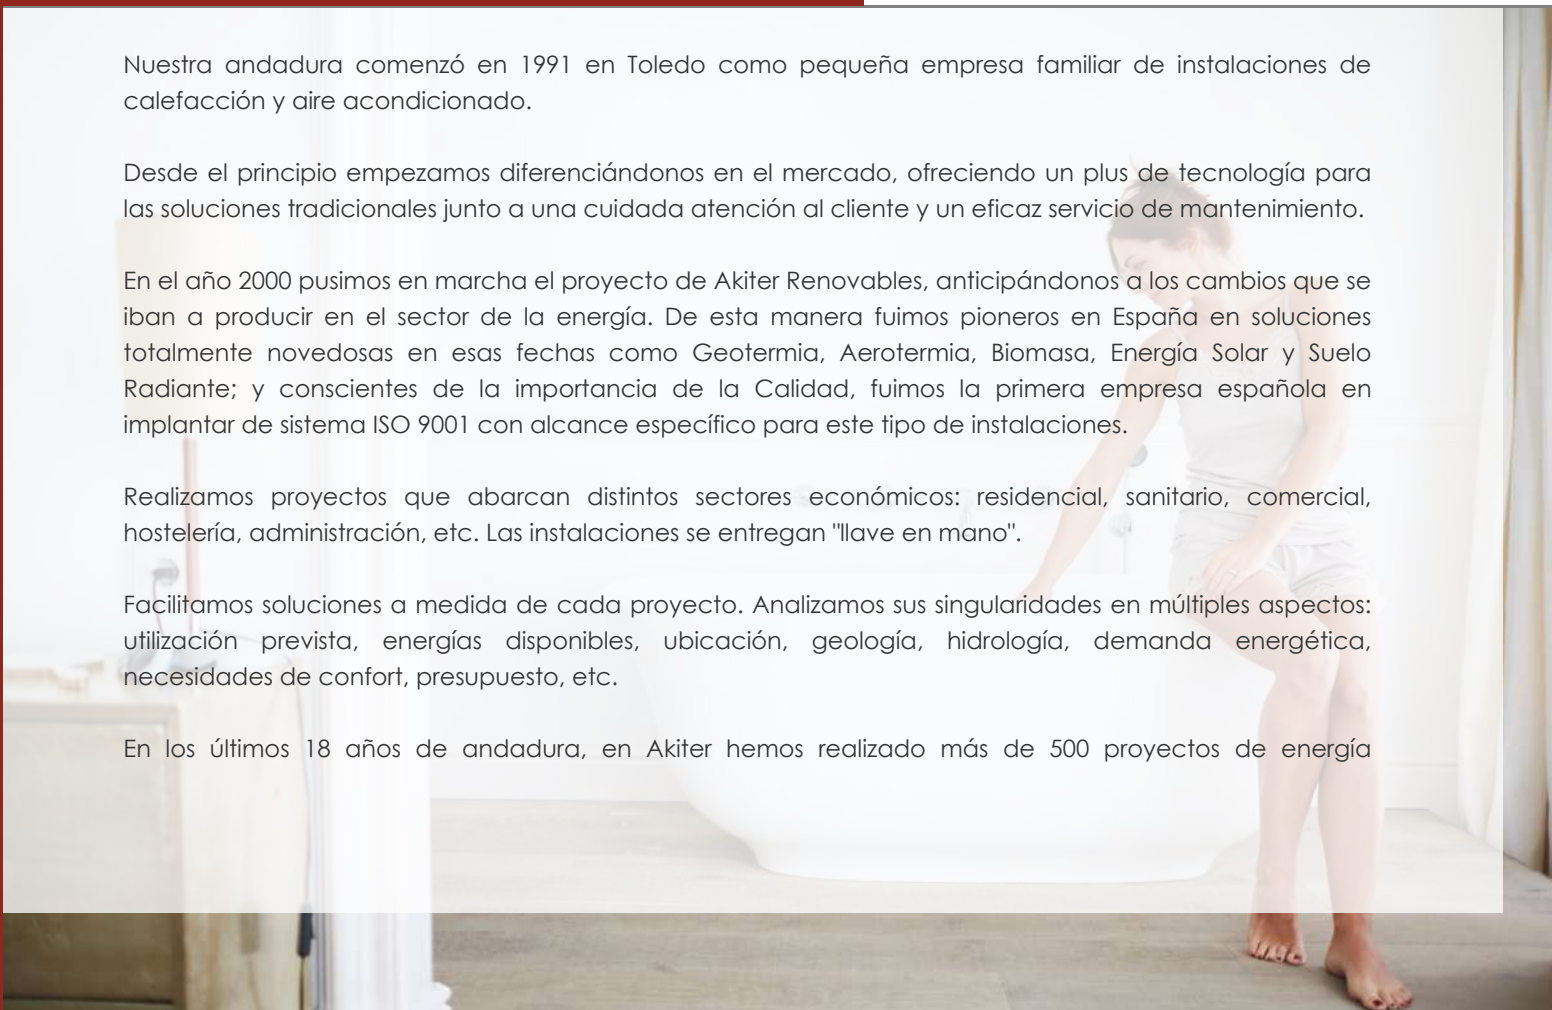 Nuestra andadura comenzó en 1991 en Toledo como pequeña empresa familiar de instalaciones de
calefacción y aire acondicionado.
Desde el principio empezamos diferenciándonos en el mercado, ofreciendo un plus de tecnología para
las soluciones tradicionales junto a una cuidada atención al cliente y un eficaz servicio de mantenimiento.
En el año 2000 pusimos en marcha el proyecto de Akiter Renovables, anticipándonos a los cambios que se
iban a producir en el sector de la energía. De esta manera fuimos pioneros en España en soluciones
totalmente novedosas en esas fechas como Geotermia, Aerotermia, Biomasa, Energía Solar y Suelo
Radiante; y conscientes de la importancia de la Calidad, fuimos la primera empresa española en
implantar de sistema ISO 9001 con alcance específico para este tipo de instalaciones.
Realizamos proyectos que abarcan distintos sectores económicos: residencial, sanitario, comercial,
hostelería, administración, etc. Las instalaciones se entregan "llave en mano".
Facilitamos soluciones a medida de cada proyecto. Analizamos sus singularidades en múltiples aspectos:
utilización prevista, energías disponibles, ubicación, geología, hidrología, demanda energética,
necesidades de confort, presupuesto, etc.
En los últimos 18 años de andadura, en Akiter hemos realizado más de 500 proyectos de energía